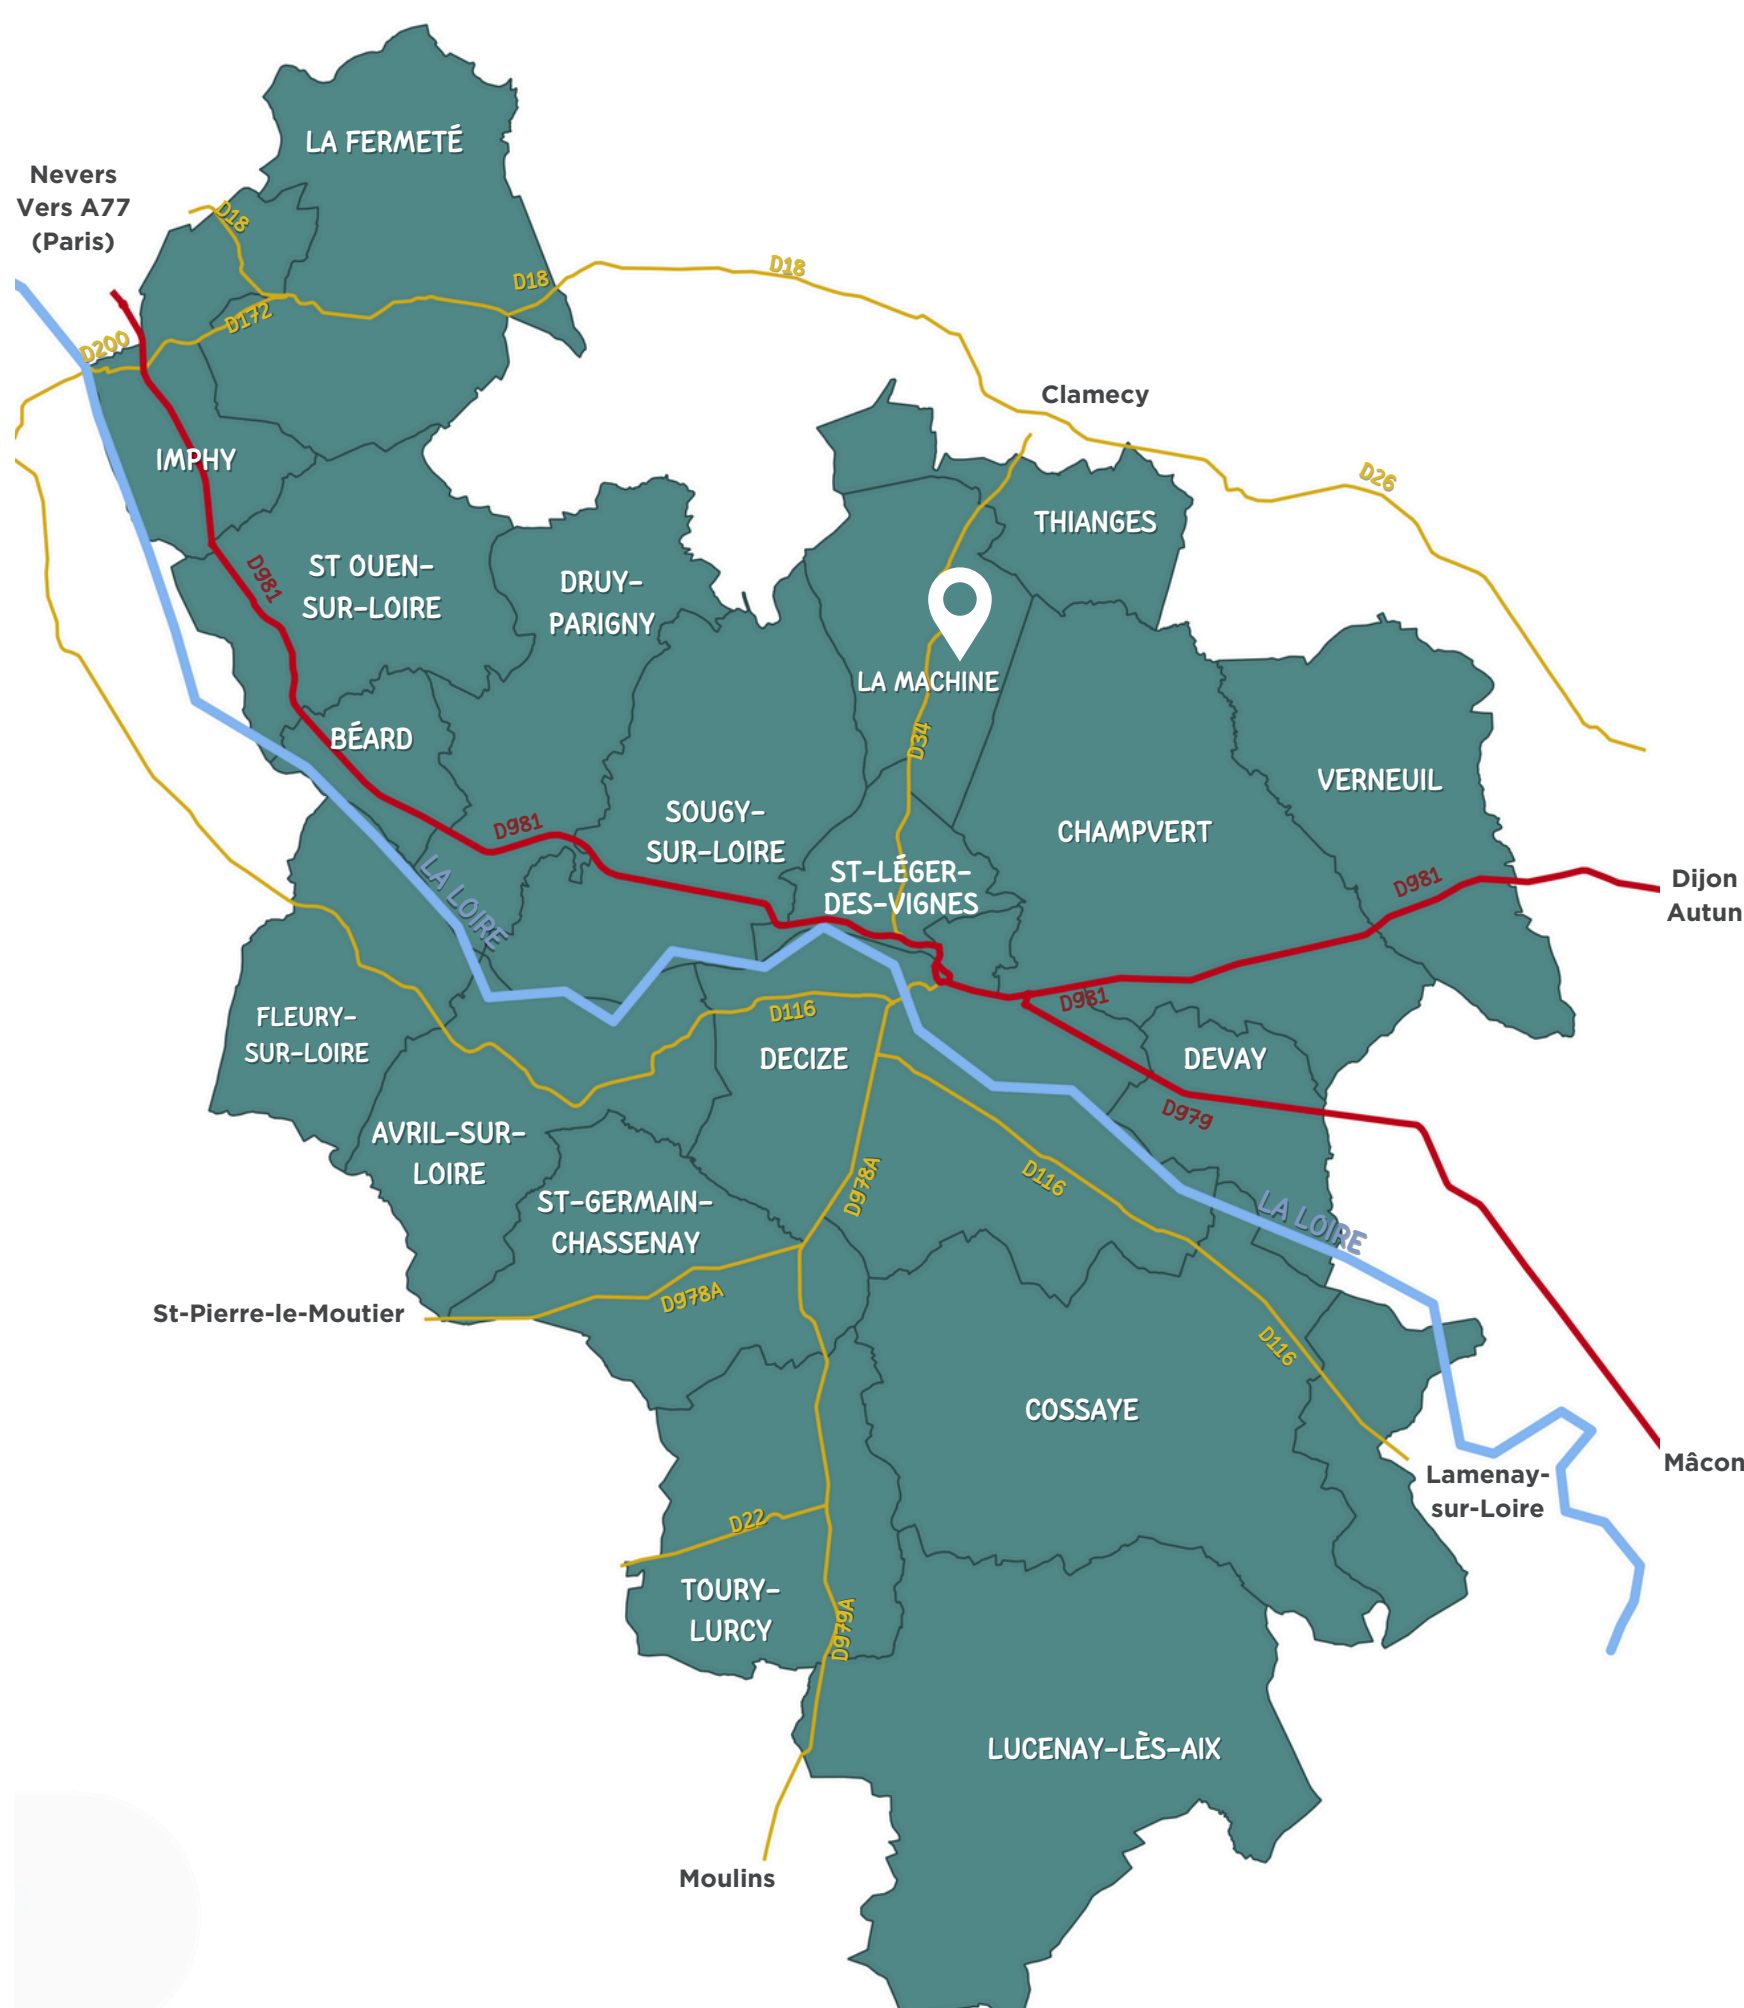 LA FERMETÉ
Nevers
Vers A77
(Paris)
D18
D18
D18
D172
D200
Clamecy
D26
IMPHY
THIANGES
ST OUEN-
SUR-LOIRE
D981
DRUY-
PARIGNY
LA MACHINE
D34
BÉARD
VERNEUIL
SOUGY-
SUR-LOIRE
D981
CHAMPVERT
ST-LÉGER-
DES-VIGNES
D981
Dijon
Autun
LA LOIRE
D981
FLEURY-
SUR-LOIRE
D116
DECIZE
DEVAY
D979
AVRIL-SUR-
LOIRE
D978A
D116
ST-GERMAIN-
CHASSENAY
LA LOIRE
St-Pierre-le-Moutier
D978A
D116
COSSAYE
Lamenay-
sur-Loire
Mâcon
D22
TOURY-
LURCY
D979A
LUCENAY-LÈS-AIX
Moulins